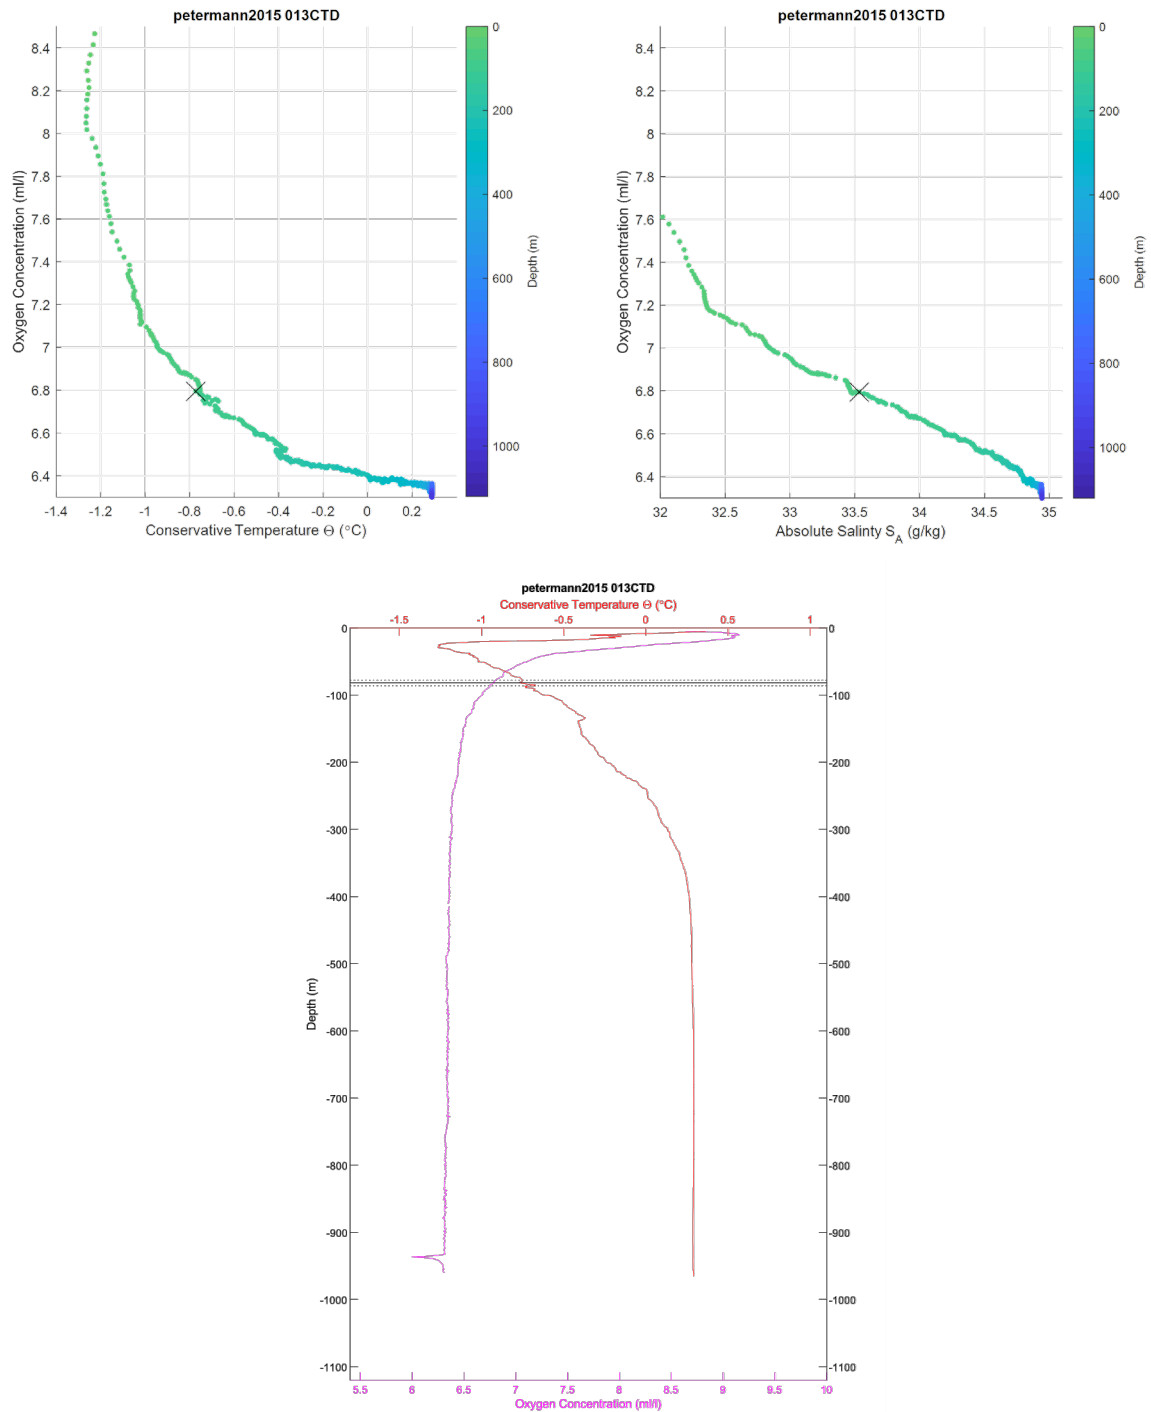 petermann2015 013CTD
8.4
8.2
8
7.8
7.6
7.4
7.2
7
6.8
6.6
6.4
Oxygen Concentration (ml/l)
-1.4 -1.2 -1 -0.8 -0.6 -0.4 -0.2 0 0.2
Conservative Temperature Θ (°C)
0
200
400
600
800
1000
Depth (m)
petermann2015 013CTD
8.4
8.2
8
7.8
7.6
7.4
7.2
7
6.8
6.6
6.4
Oxygen Concentration (ml/l)
32 32.5 33 33.5 34 34.5 35
Absolute Salinty S_A (g/kg)
0
200
400
600
800
1000
Depth (m)
petermann2015 013CTD
Conservative Temperature Θ (°C)
-1.5 -1 -0.5 0 0.5 1
0 0
-100 -100
-200 -200
-300 -300
-400 -400
-500 -500
-600 -600
-700 -700
-800 -800
-900 -900
-1000 -1000
-1100 -1100
Depth (m)
5.5 6 6.5 7 7.5 8 8.5 9 9.5 10
Oxygen Concentration (ml/l)